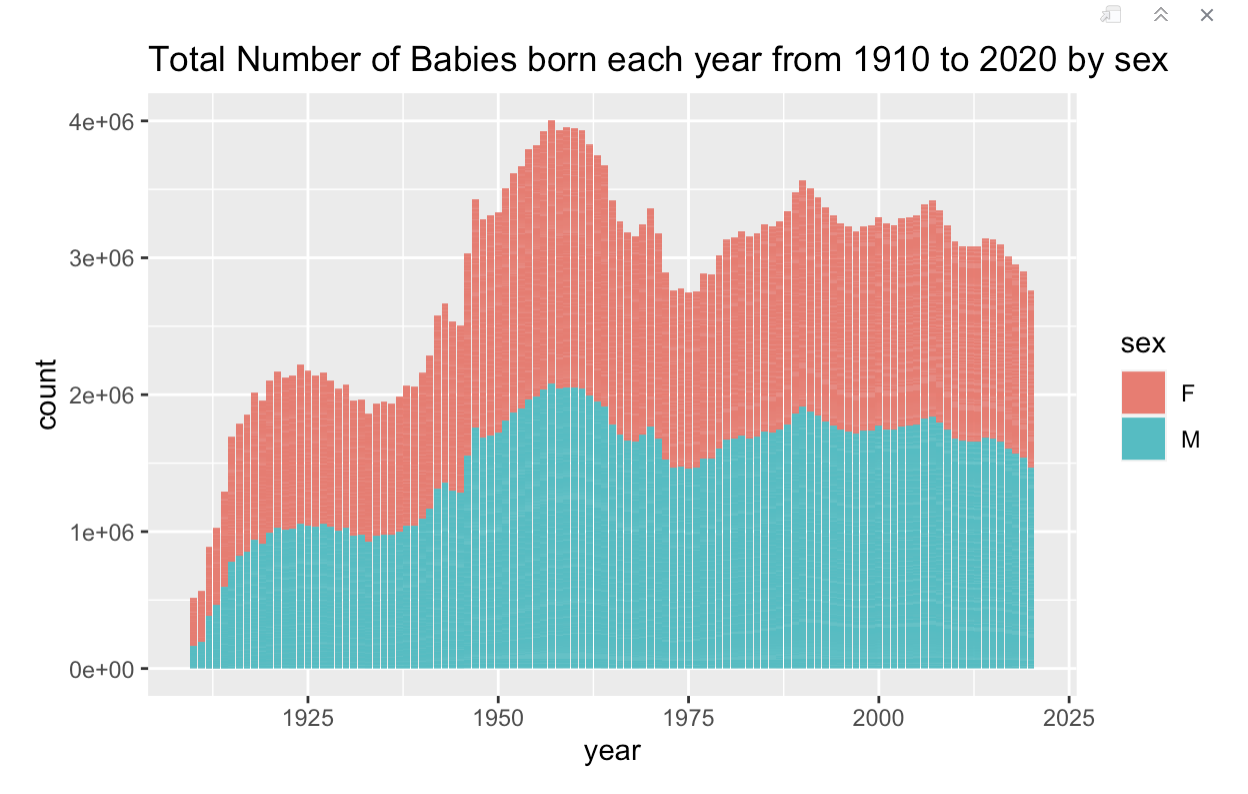 Total Number of Babies born each year from 1910 to 2020 by sex
4e+06
3e+06
2e+06
1e+06
0e+00
count
1925 1950 1975 2000 2025
year
sex
F
M